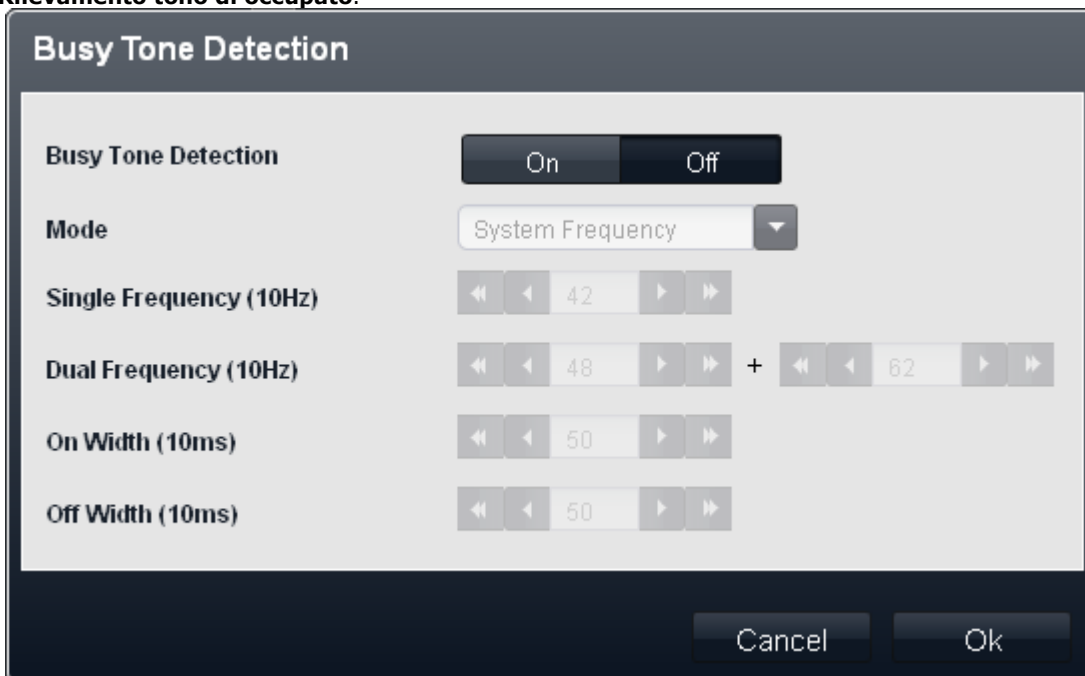 Rilevamento tono di occupato.
Busy Tone Detection
Busy Tone Detection On Off
Mode System Frequency
Single Frequency (10Hz) 42
Dual Frequency (10Hz) 48 + 62
On Width (10ms) 50
Off Width (10ms) 50
Cancel Ok